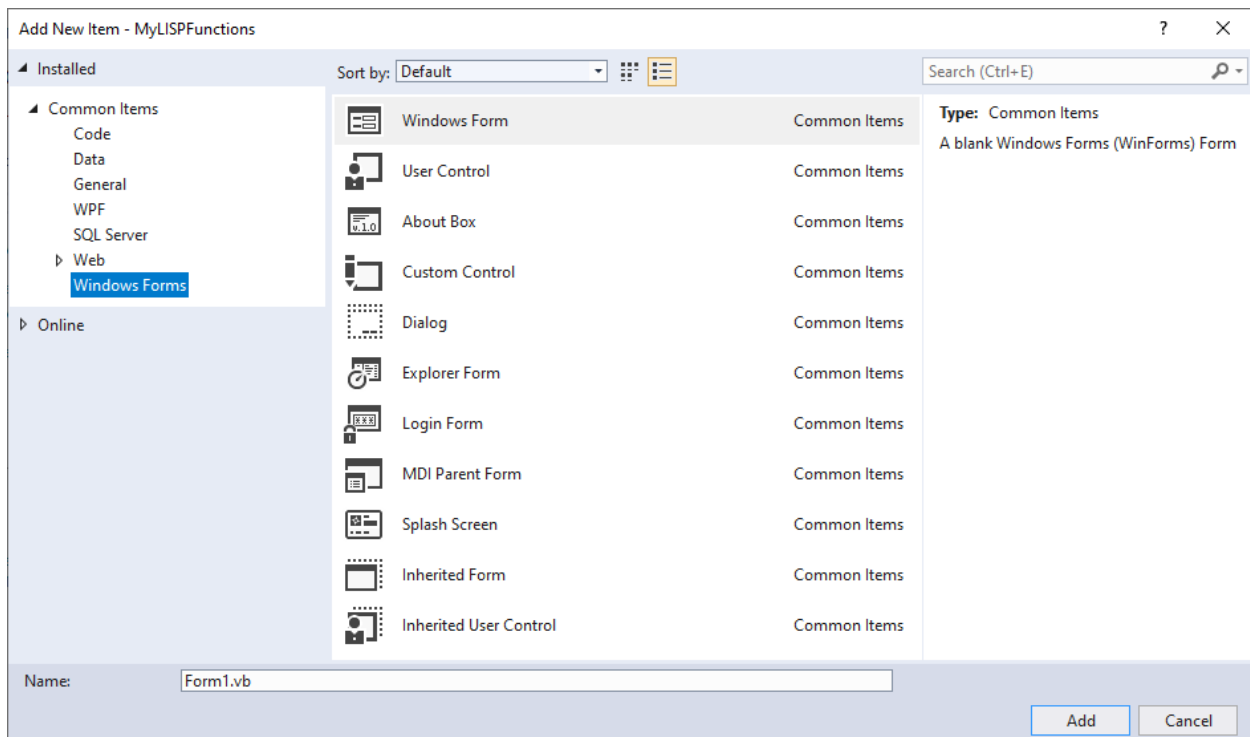 Add New Item - MyLISPFunctions
?
Installed
Sort by: Default
Search (Ctrl+E)
Common Items
Code
Data
General
WPF
SQL Server
Web
Windows Forms
Online
Windows Form Common Items
User Control Common Items
v.1.0
About Box Common Items
Custom Control Common Items
Dialog Common Items
Explorer Form Common Items
Login Form Common Items
MDI Parent Form Common Items
Splash Screen Common Items
Inherited Form Common Items
Inherited User Control Common Items
Type: Common Items
A blank Windows Forms (WinForms) Form
Name: Form1.vb
Add Cancel